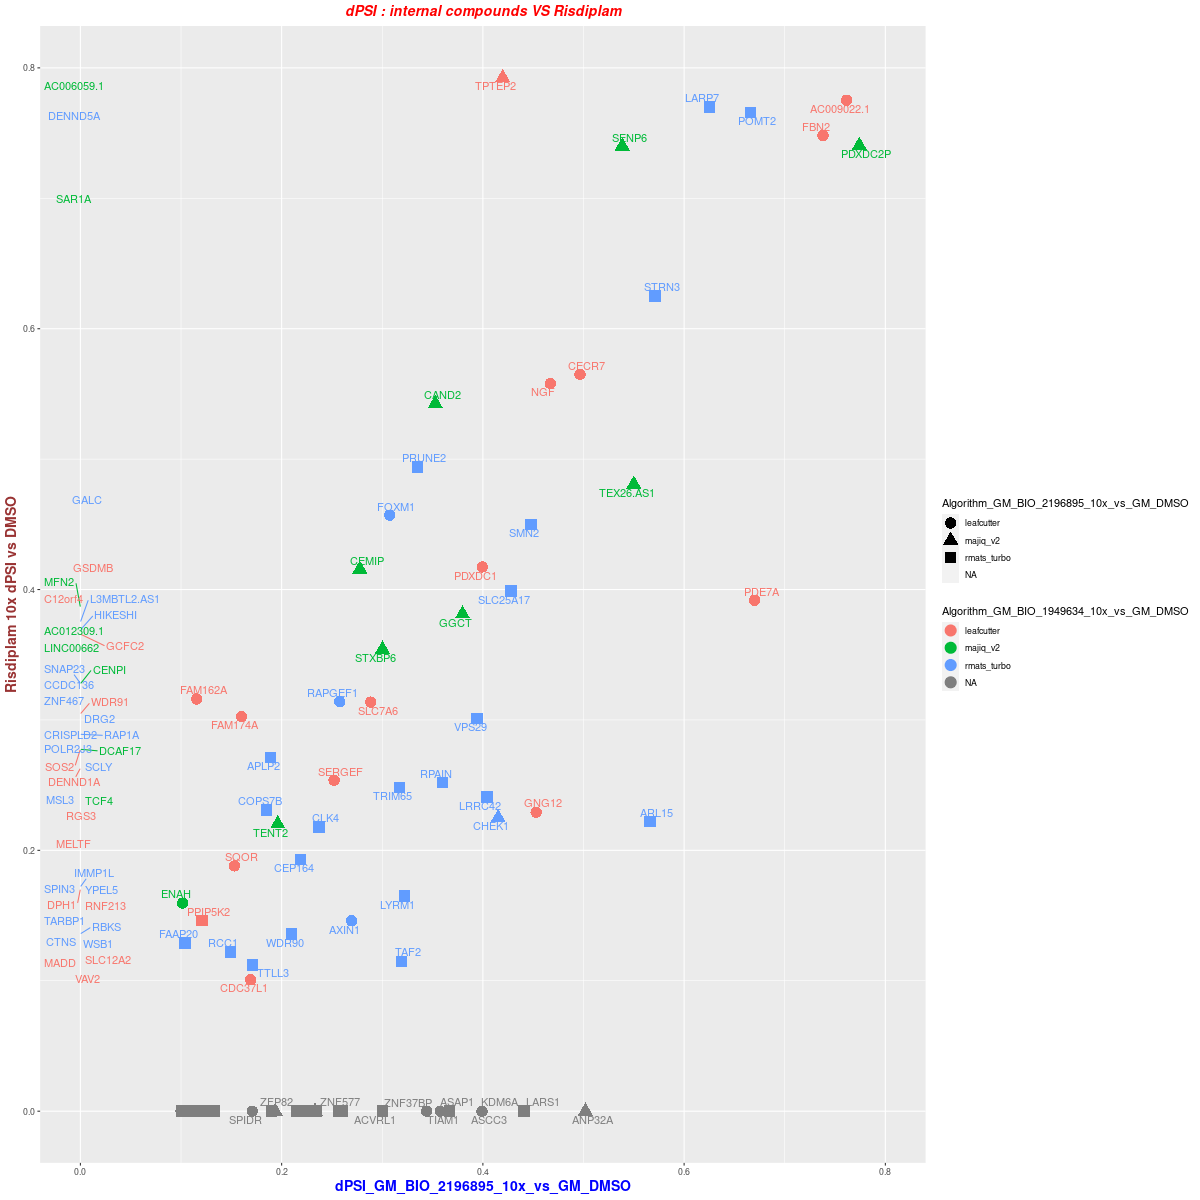 dPSI : internal compounds VS Risdiplam
0.8
AC006059.1
TPTEP2
DENND5A
LARP7
POMT2
AC009022.1
FBN2
SENP6
PDXDC2P
SAR1A
STRN3
0.6
CECR7
NGF
CAND2
PRUNE2
TEX26.AS1
GALC
FOXM1
SMN2
CEMIP
GSDMB
PDXDC1
MFN2
0.4
C12orf4
L3MBTL2.AS1
SLC25A17
PDE7A
HIKESHI
GGCT
AC012309.1
GCFC2
LINC00662
STXBP6
SNAP23
CENPI
CCDC136
FAM162A
RAPGEF1
ZNF467
WDR91
SLC7A6
DRG2
FAM174A
VPS29
CRISPLD2
RAP1A
POLR2J3
DCAF17
SOS2
SCLY
APLP2
SERGEF
RPAIN
DENND1A
TRIM65
MSL3
TCF4
COPS7B
LRRC42
GNG12
RGS3
CLK4
CHEK1
ARL15
TENT2
MELTF
0.2
SQOR
CEP164
IMMP1L
SPIN3
YPEL5
ENAH
DPH1
RNF213
PPIP5K2
LYRM1
TARBP1
RBKS
FAAP20
AXIN1
CTNS
WSB1
RCC1
WDR90
TAF2
MADD
SLC12A2
VAV2
TTLL3
CDC37L1
ZFP82
ZNF577
ZNF37BP
ASAP1
KDM6A
LARS1
0.0
SPIDR
ACVRL1
TIAM1
ASCC3
ANP32A
0.0
0.2
0.4
0.6
0.8
dPSI_GM_BIO_2196895_10x_vs_GM_DMSO
Risdiplam 10x dPSI vs DMSO
Algorithm_GM_BIO_2196895_10x_vs_GM_DMSO
leafcutter
majiq_v2
rmats_turbo
NA
Algorithm_GM_BIO_1949634_10x_vs_GM_DMSO
leafcutter
majiq_v2
rmats_turbo
NA